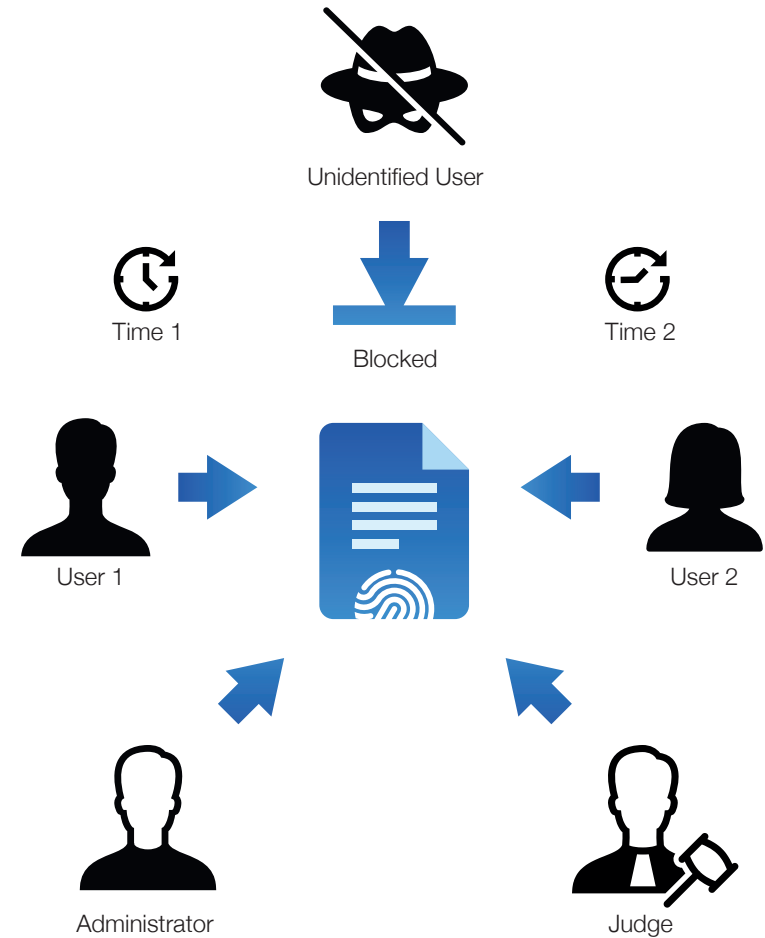 Unidentified User
Time 1
Time 2
Blocked
User 1
User 2
Administrator
Judge